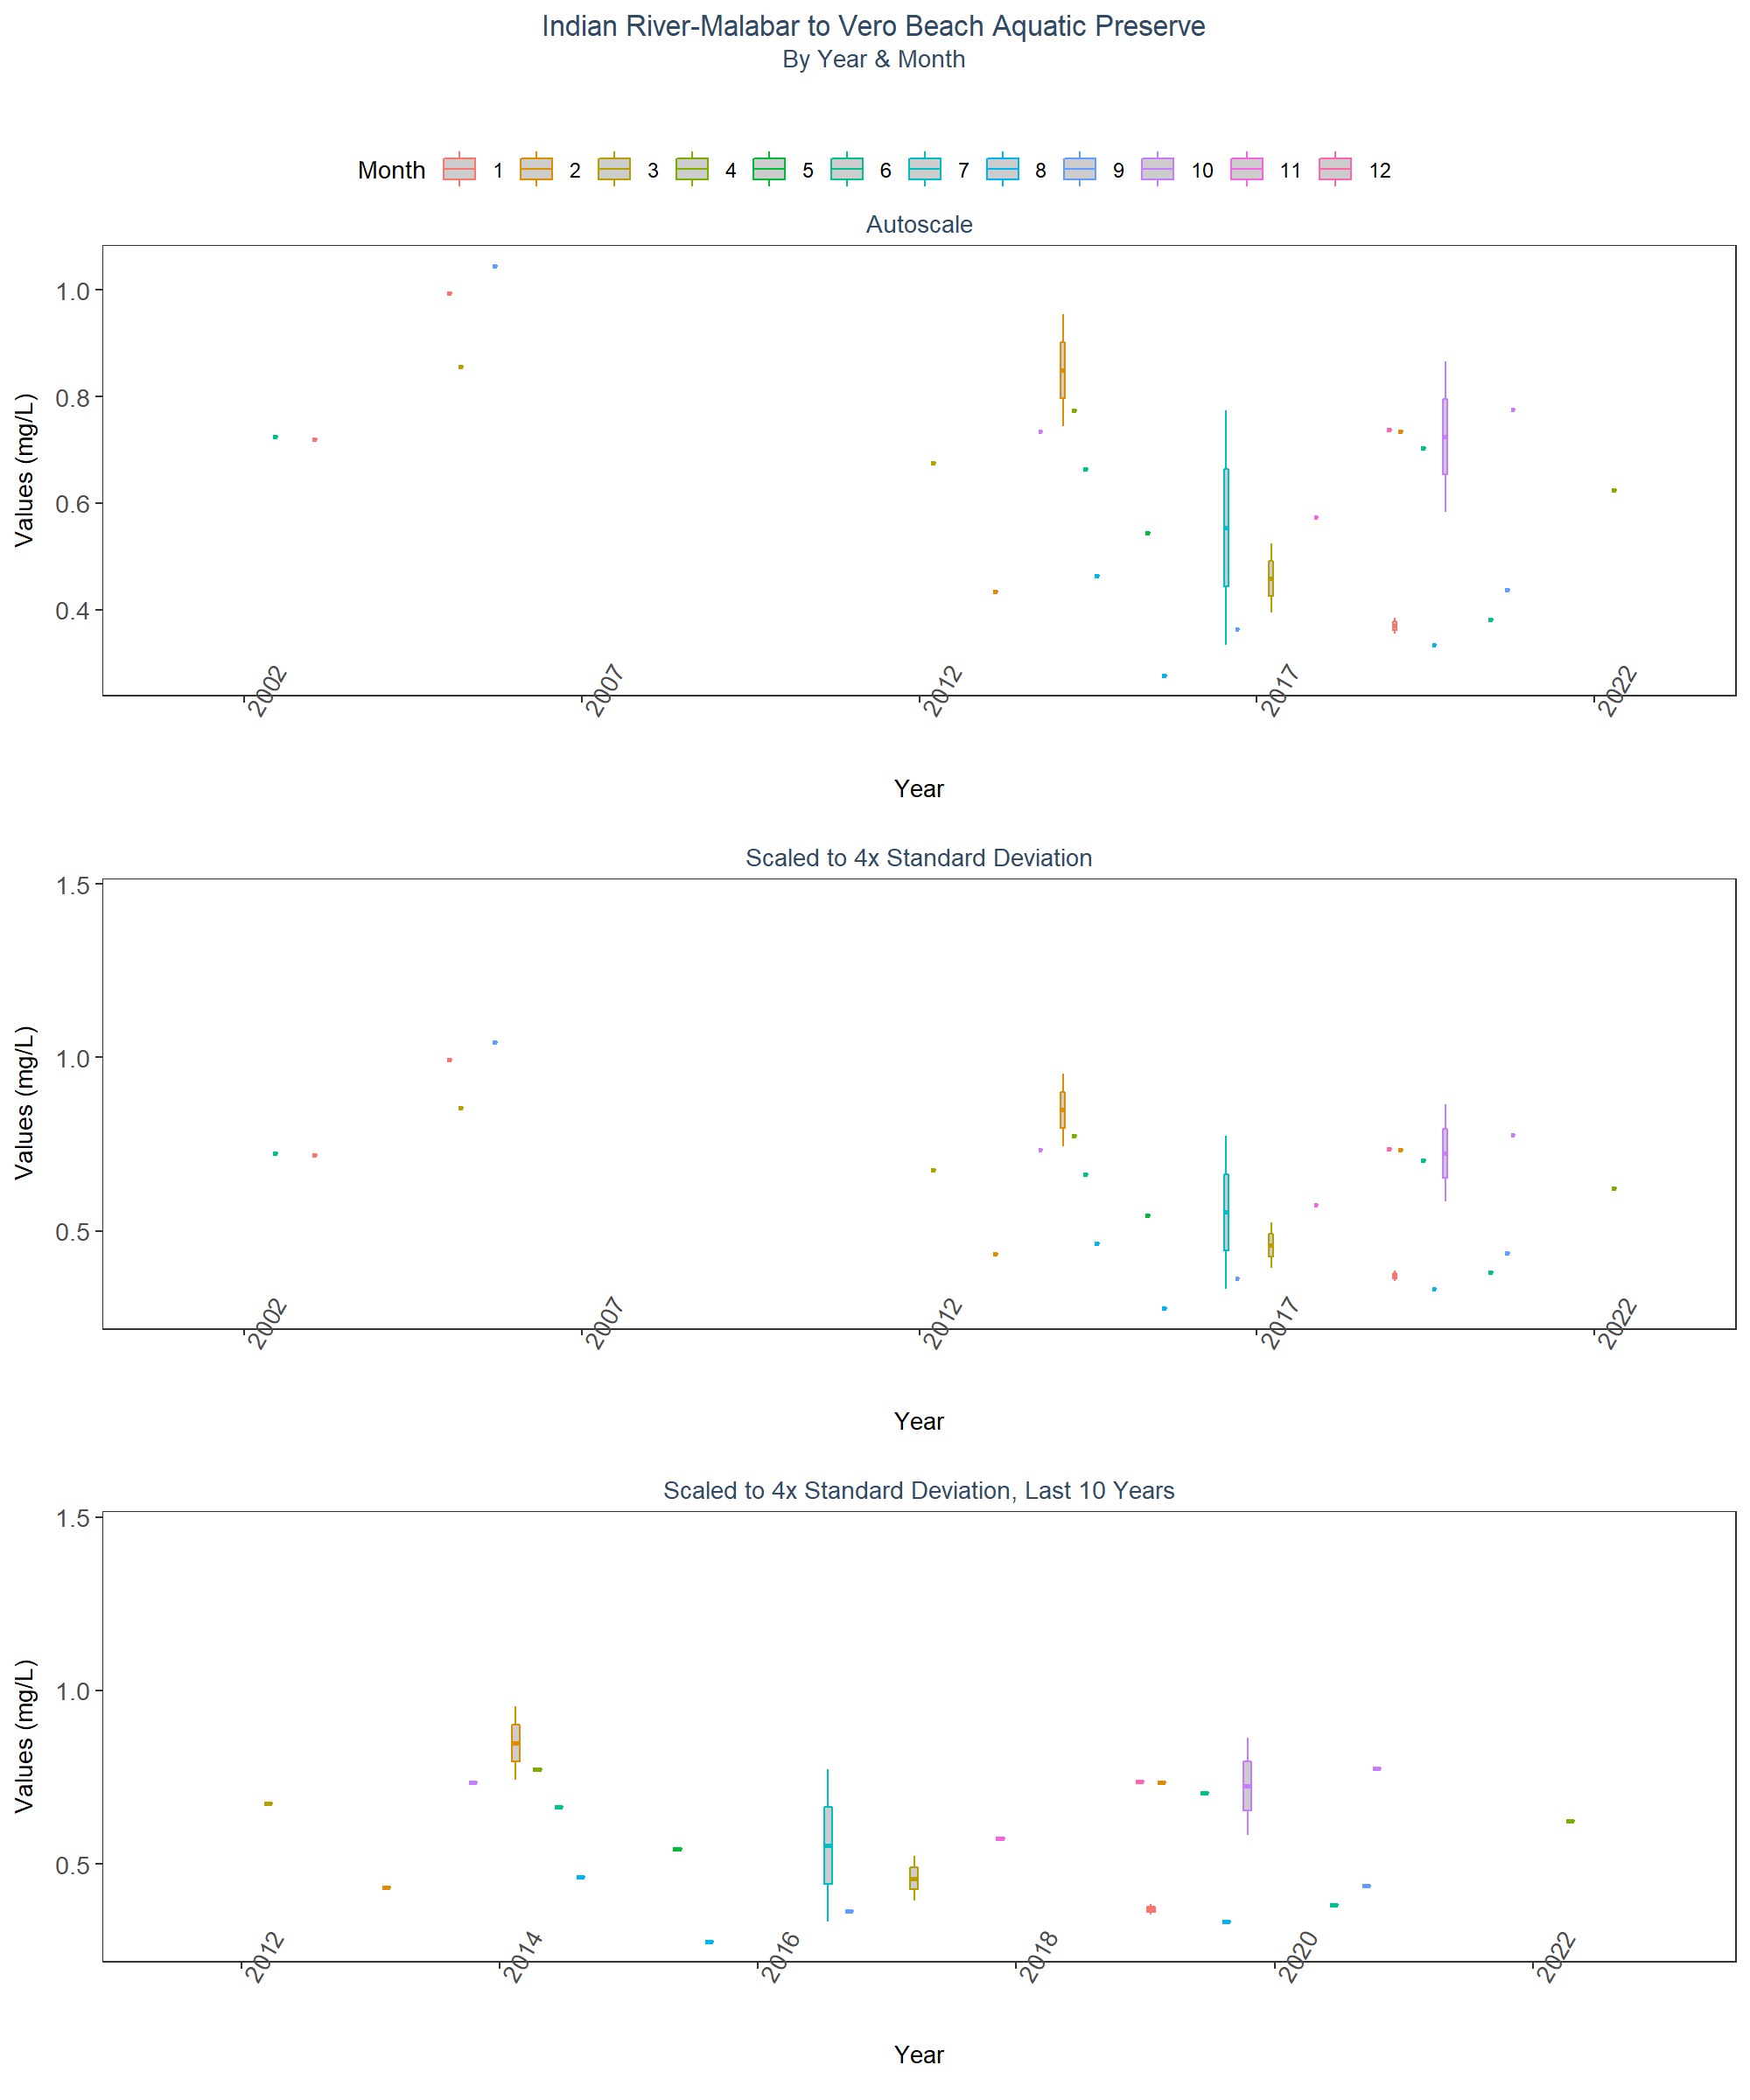 Indian River-Malabar to Vero Beach Aquatic Preserve
By Year & Month
Month 1 2 3 4 5 6 7 8 9 10 11 12
Autoscale
Values (mg/L)
1.0
0.8
0.6
0.4
2002 2007 2012 2017 2022
Year
Scaled to 4x Standard Deviation
Values (mg/L)
1.5
1.0
0.5
2002 2007 2012 2017 2022
Year
Scaled to 4x Standard Deviation, Last 10 Years
Values (mg/L)
1.5
1.0
0.5
2012 2014 2016 2018 2020 2022
Year